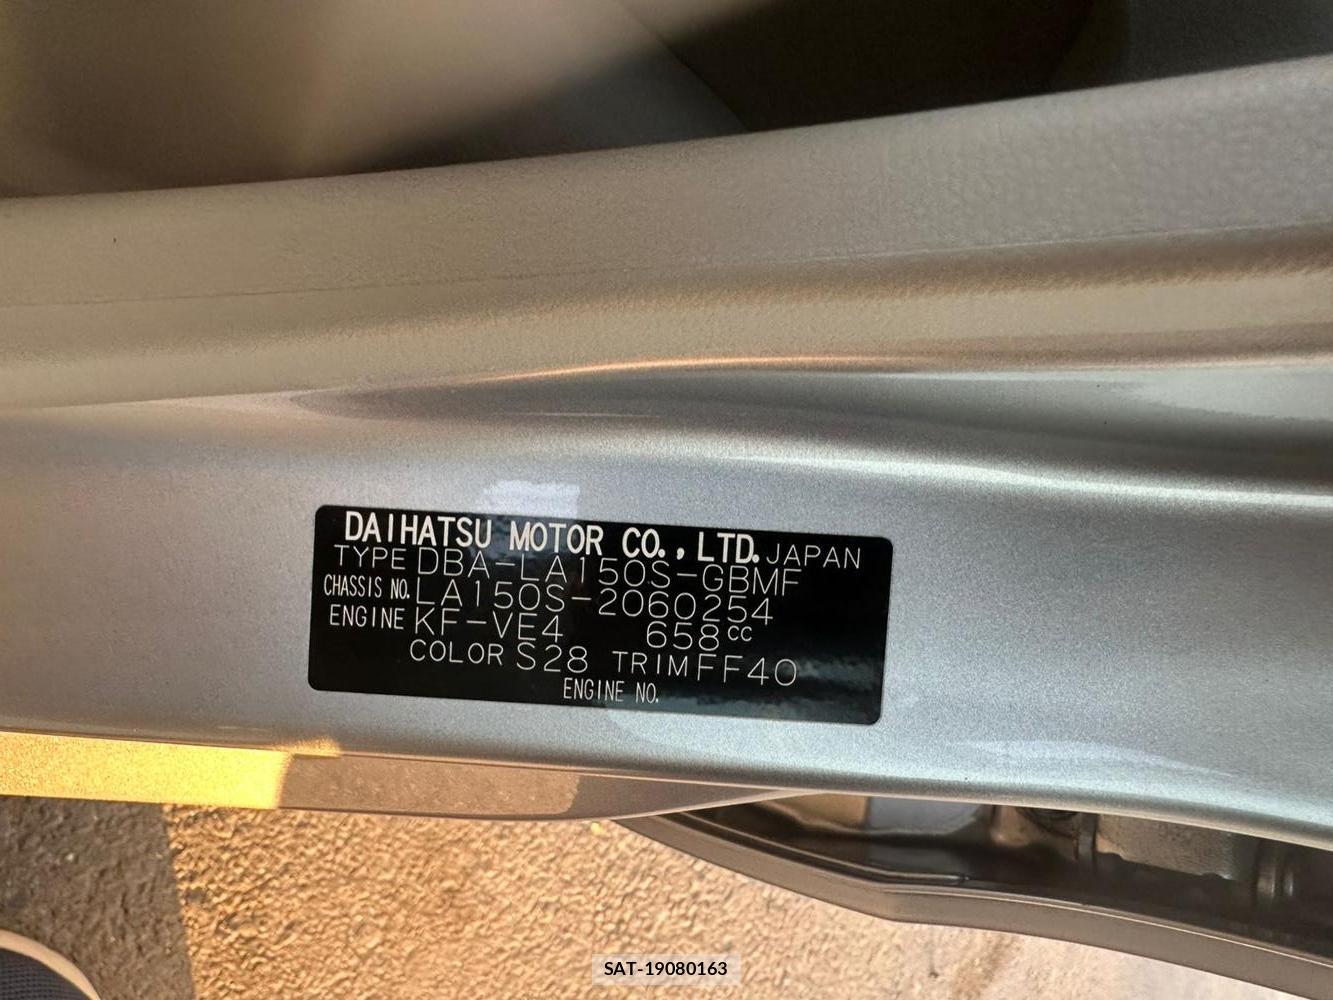 DAIHATSU MOTOR CO., LTD. JAPAN
TYPE DBA-LA150S-GBMF
CHASSIS NO. LA150S-2060254
ENGINE KF-VE4 658cc
COLOR S28 TRIM FF40
ENGINE NO.
SAT-19080163